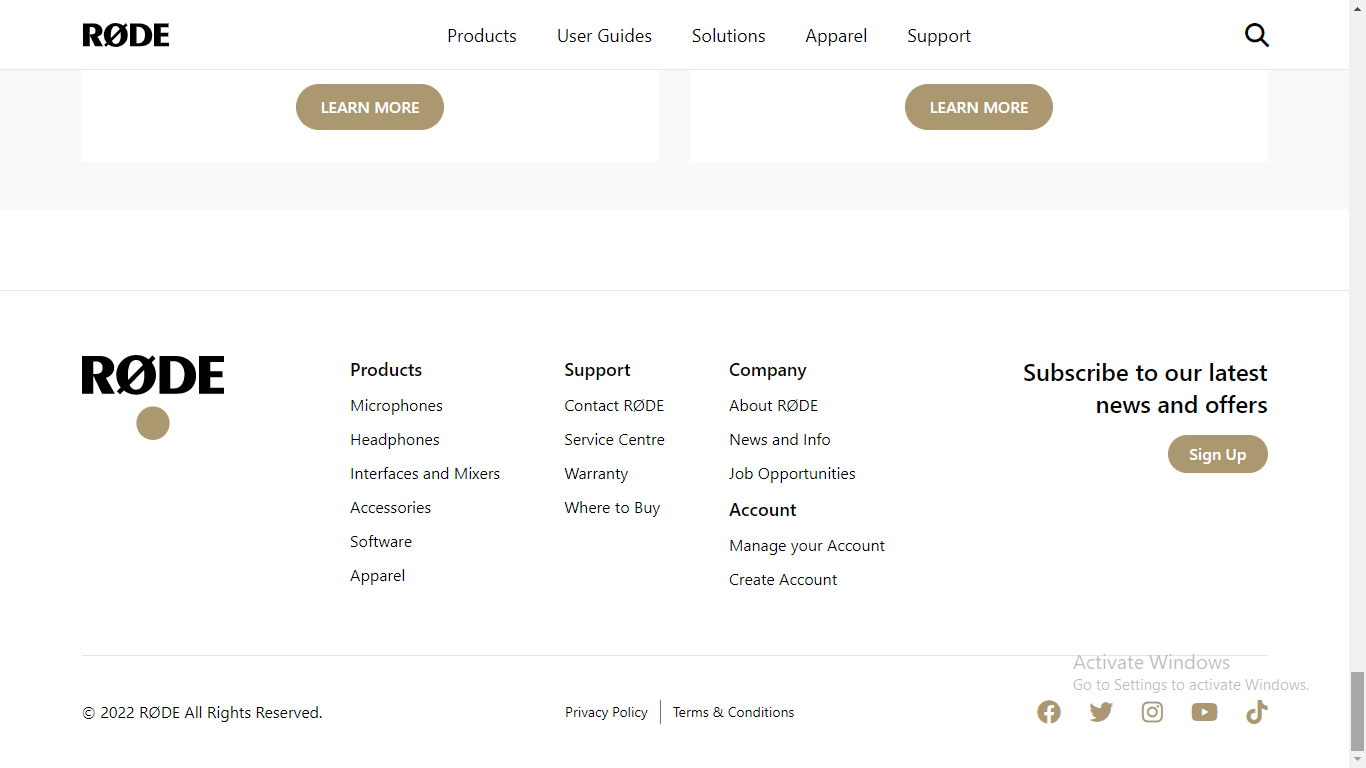 RØDE
Products
User Guides
Solutions
Apparel
Support
LEARN MORE
LEARN MORE
RØDE
Products
Microphones
Headphones
Interfaces and Mixers
Accessories
Software
Apparel
Support
Contact RØDE
Service Centre
Warranty
Where to Buy
Company
About RØDE
News and Info
Job Opportunities
Account
Manage your Account
Create Account
Subscribe to our latest
news and offers
Sign Up
Activate Windows
Go to Settings to activate Windows.
© 2022 RØDE All Rights Reserved.
Privacy Policy
Terms & Conditions